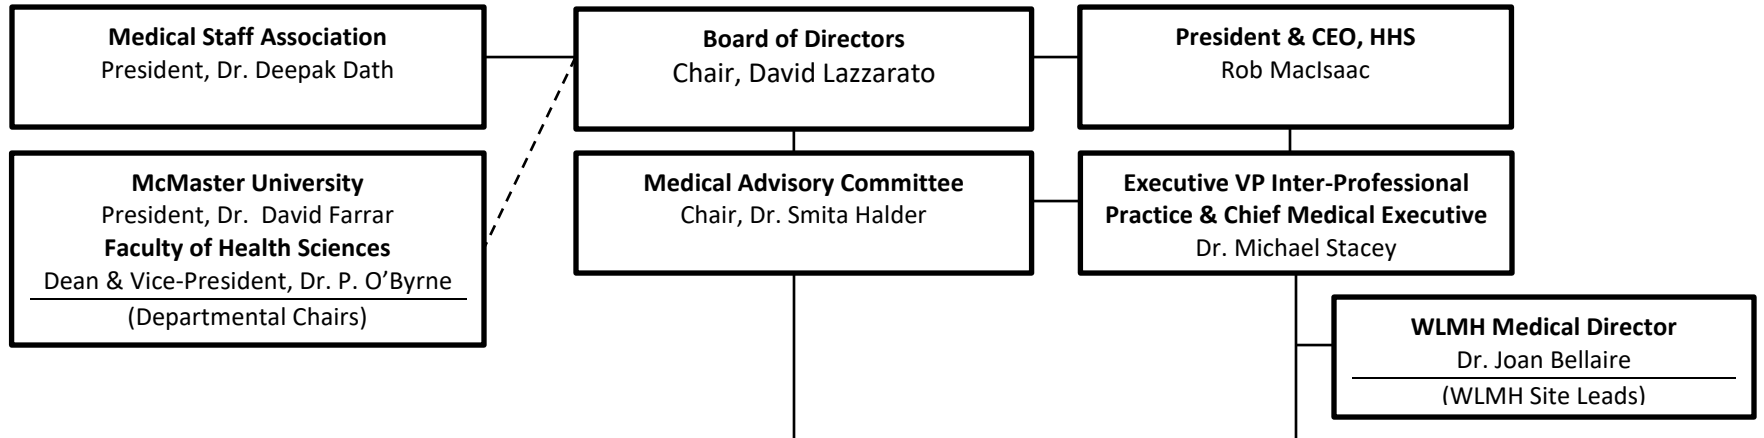 Medical Staff Association
President, Dr. Deepak Dath
Board of Directors
Chair, David Lazzarato
President & CEO, HHS
Rob MacIsaac
McMaster University
President, Dr.  David Farrar
Faculty of Health Sciences
Dean & Vice-President, Dr. P. O’Byrne
(Departmental Chairs)
Medical Advisory Committee
Chair, Dr. Smita Halder
Executive VP Inter-Professional
Practice & Chief Medical Executive
Dr. Michael Stacey
WLMH Medical Director
Dr. Joan Bellaire
(WLMH Site Leads)